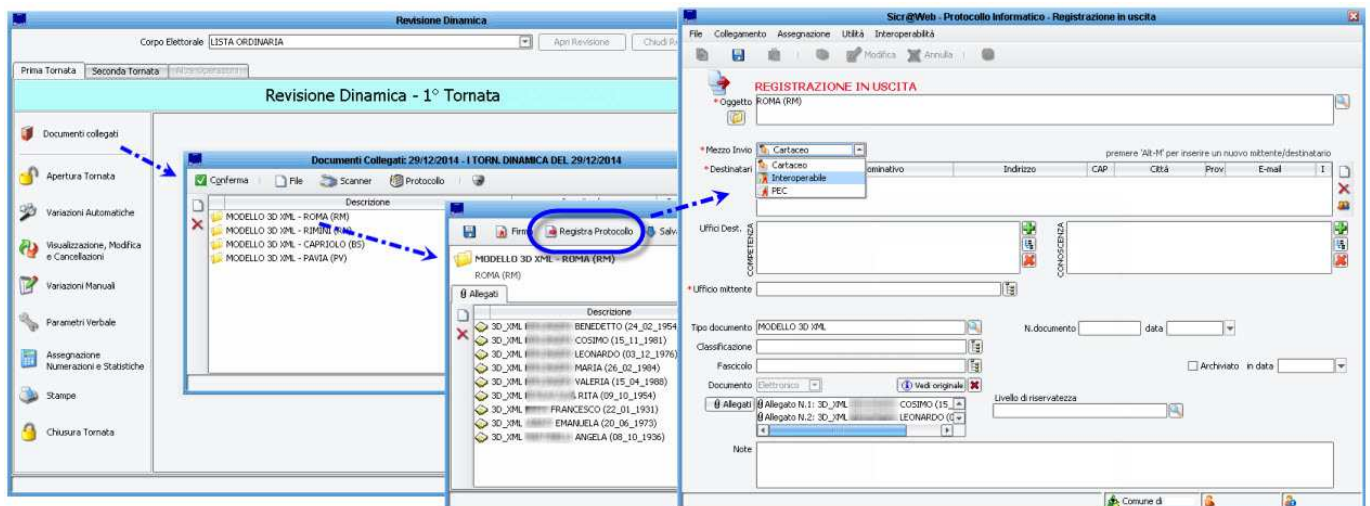 Revisione Dinamica
Corpo Elettorale LISTA ORDINARIA Apri Revisione Chiudi
Prima Tornata Seconda Tornata
Revisione Dinamica - 1° Tornata
Documenti collegati
Apertura Tornata
Variazioni Automatiche
Visualizzazione, Modifica
e Cancellazioni
Variazioni Manuali
Parametri Verbale
Assegnazione
Numerazioni e Statistiche
Stampe
Chiusura Tornata
Documenti Collegati: 29/12/2014 - I TORN. DINAMICA DEL 29/12/2014
Conferma File Scanner Protocollo
Descrizione
MODELLO 3D XML - ROMA (RM)
MODELLO 3D XML - RIMINI (RN)
MODELLO 3D XML - CAPRIOLO (BS)
MODELLO 3D XML - PAVIA (PV)
Firma Registra Protocollo Salv
MODELLO 3D XML - ROMA (RM)
ROMA (RM)
Allegati
Descrizione
3D_XML BENEDETTO (24_02_1954
3D_XML COSIMO (15_11_1981)
3D_XML LEONARDO (03_12_1976)
3D_XML MARIA (26_02_1984)
3D_XML VALERIA (15_04_1988)
3D_XML RITA (09_10_1954)
3D_XML FRANCESCO (22_01_1931)
3D_XML EMANUELA (20_06_1973)
3D_XML ANGELA (08_10_1936)
Sicr@Web - Protocollo Informatico - Registrazione in uscita
File Collegamento Assegnazione Utilità Interoperabilità
Modifica Annulla
REGISTRAZIONE IN USCITA
* Oggetto ROMA (RM)
* Mezzo Invio Cartaceo
premere 'Alt-M' per inserire un nuovo mittente/destinatario
Cartaceo
Interoperabile
PEC
* Destinatari ominativo Indirizzo CAP Città Prov E-mail I
Uffici Dest. COMPETENZA CONOSCENZA
* Ufficio mittente
Tipo documento MODELLO 3D XML N.documento data
Classificazione
Fascicolo Archiviato in data
Documento Elettronico Vedi originale
Allegati Allegato N.1: 3D_XML COSIMO (15_
Allegato N.2: 3D_XML LEONARDO (0
Livello di riservatezza
Note
Comune di